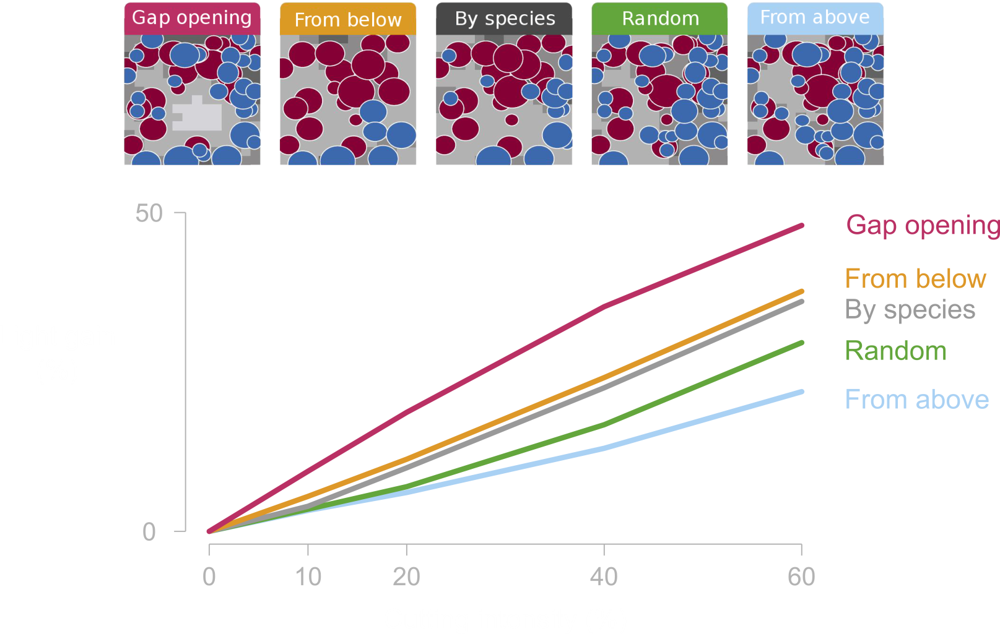 Gap opening
From below
By species
Random
From above
50
Gap opening
From below
By species
Random
From above
0
0
10
20
40
60